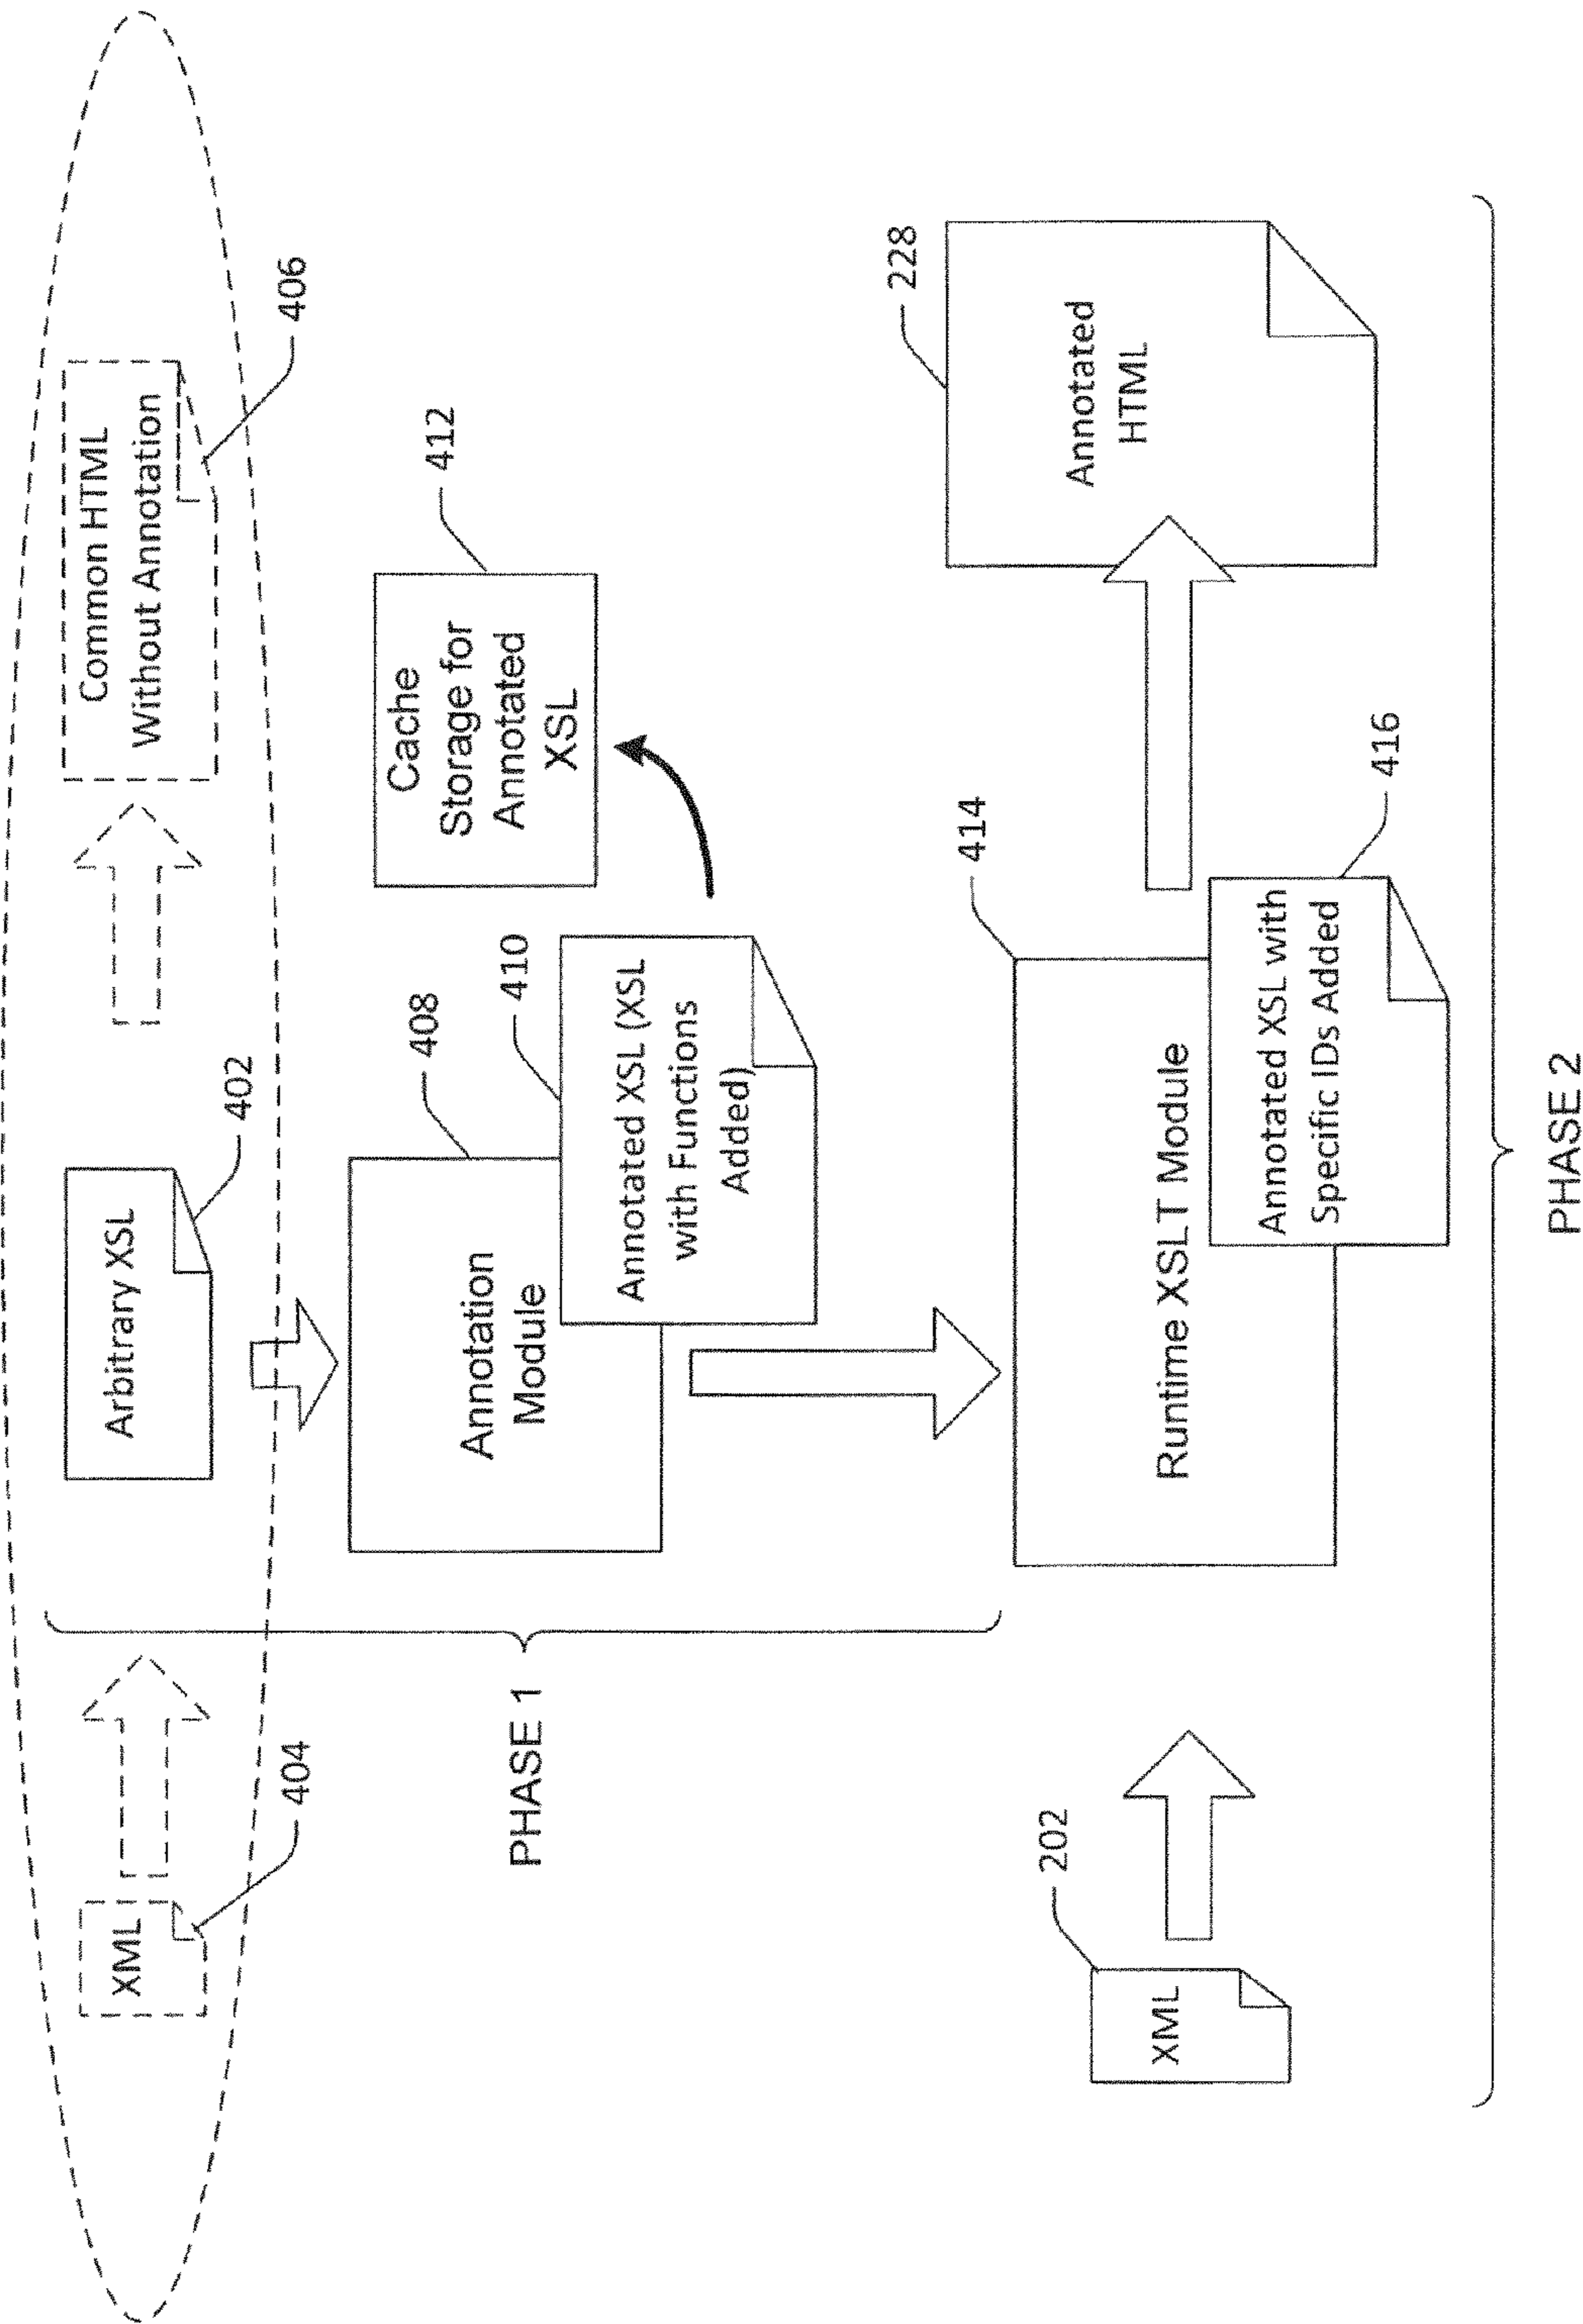 XML
404
Arbitrary XSL
402
Common HTML
Without Annotation
406
PHASE 1
Annotation
Module
408
Annotated XSL (XSL
with Functions
Added)
410
Cache
Storage for
Annotated
XSL
412
XML
202
Runtime XSLT Module
414
Annotated XSL with
Specific IDs Added
416
Annotated
HTML
228
PHASE 2